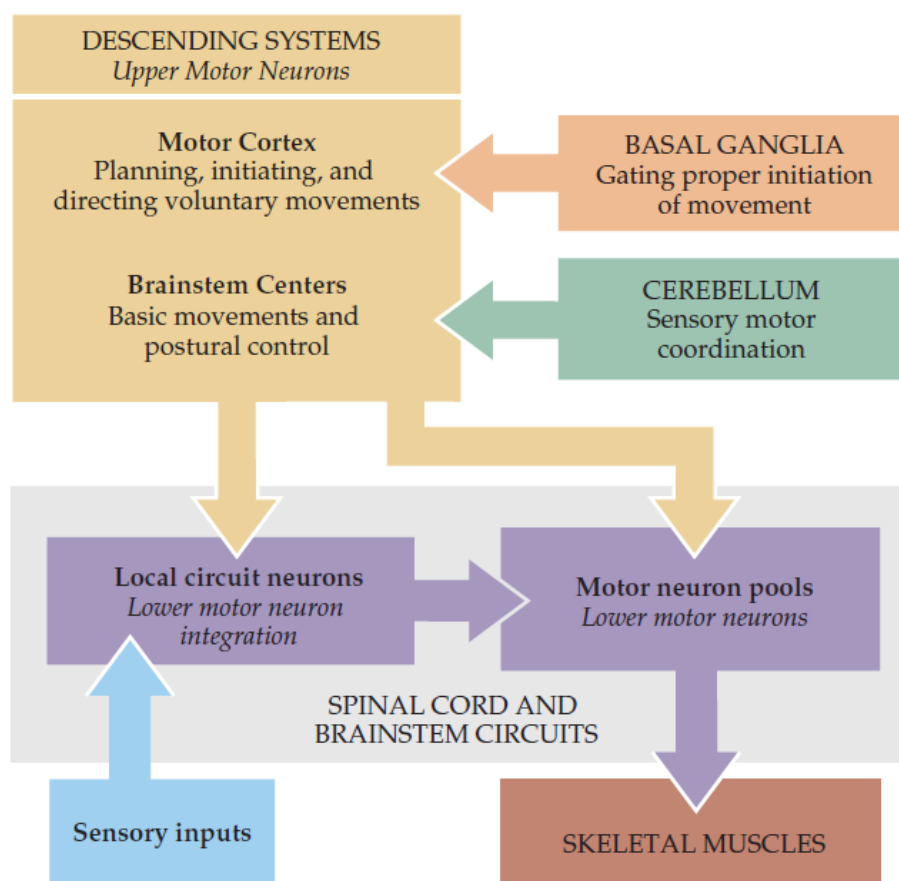 DESCENDING SYSTEMS
Upper Motor Neurons
Motor Cortex
Planning, initiating, and
directing voluntary movements
Brainstem Centers
Basic movements and
postural control
BASAL GANGLIA
Gating proper initiation
of movement
CEREBELLUM
Sensory motor
coordination
Local circuit neurons
Lower motor neuron
integration
Motor neuron pools
Lower motor neurons
SPINAL CORD AND
BRAINSTEM CIRCUITS
Sensory inputs
SKELETAL MUSCLES